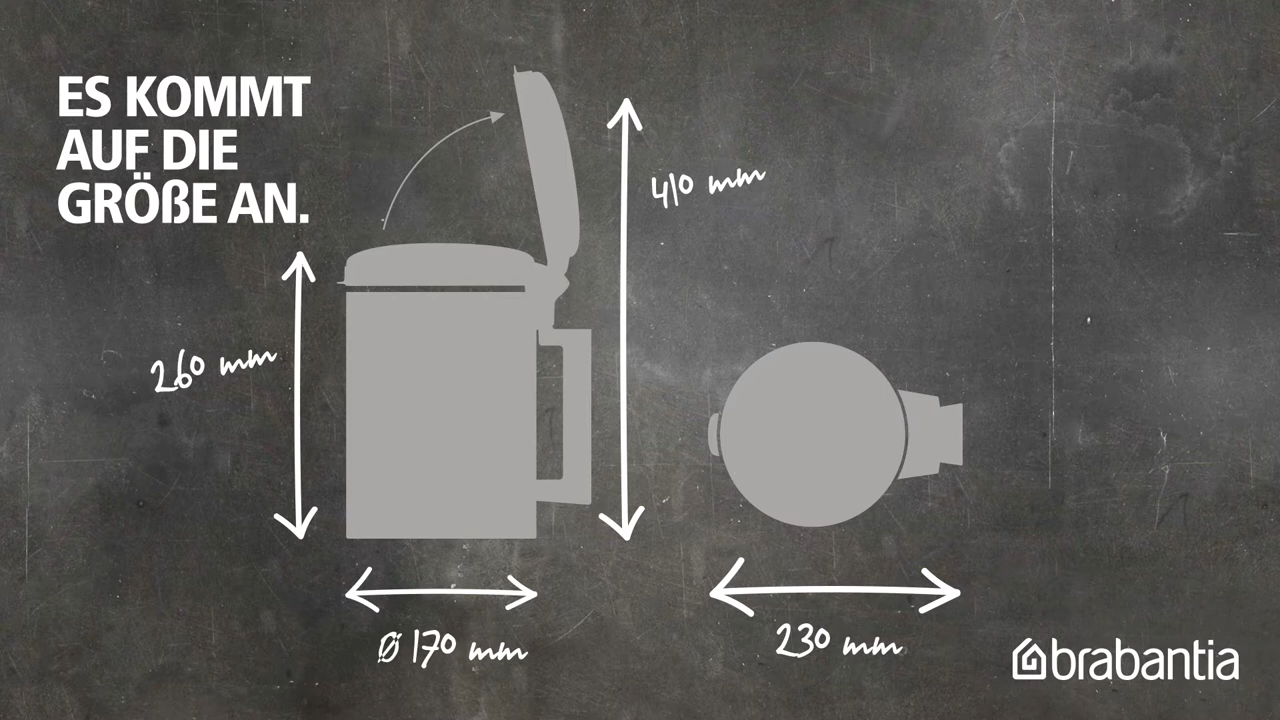 ES KOMMT
AUF DIE
GRÖßE AN.
410 mm
260 mm
Ø 170 mm
230 mm
brabantia